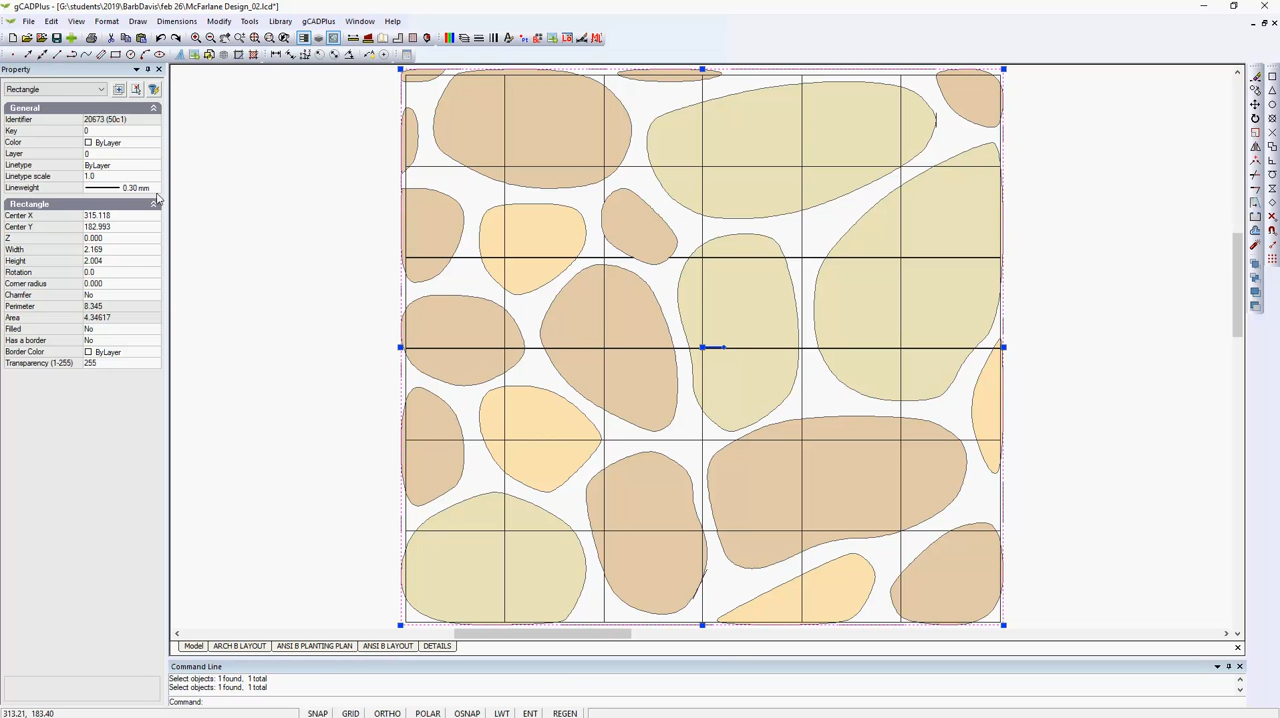 gCADPlus - [G:\students\2019\BarbDavis\feb 26\McFarlane Design_02.lcd*]
File Edit View Format Draw Dimensions Modify Tools Library gCADPlus Window Help
Property
Rectangle
General
Identifier 20673 (50c1)
Key 0
Color ByLayer
Layer 0
Linetype ByLayer
Linetype scale 1.0
Lineweight 0.30 mm
Rectangle
Center X 315.118
Center Y 182.993
Z 0.000
Width 2.169
Height 2.004
Rotation 0.0
Corner radius 0.000
Chamfer No
Perimeter 8.345
Area 4.34617
Filled No
Has a border No
Border Color ByLayer
Transparency (1-255) 255
Model ARCH B LAYOUT ANSI B PLANTING PLAN ANSI B LAYOUT DETAILS
Command Line
Select objects: 1 found, 1 total
Select objects: 1 found, 1 total
Command:
313.21, 183.40 SNAP GRID ORTHO POLAR OSNAP LWT ENT REGEN